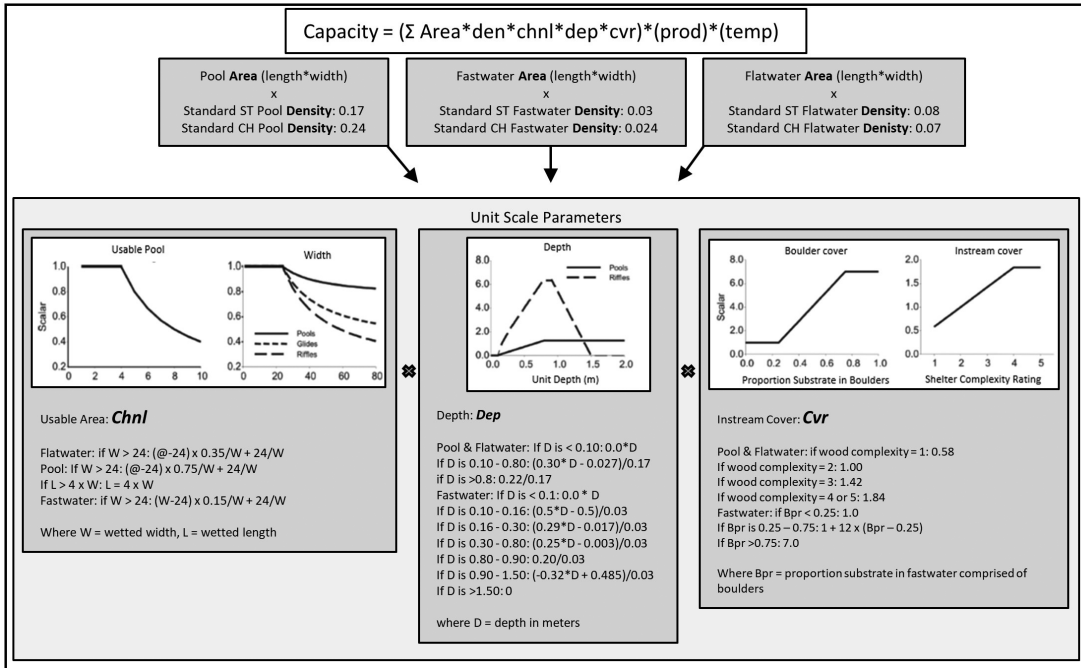 Capacity = (Σ Area*den*chnl*dep*cvr)*(prod)*(temp)
Pool Area (length*width)
x
Standard ST Pool Density: 0.17
Standard CH Pool Density: 0.24
Fastwater Area (length*width)
x
Standard ST Fastwater Density: 0.03
Standard CH Fastwater Density: 0.024
Flatwater Area (length*width)
x
Standard ST Flatwater Density: 0.08
Standard CH Flatwater Denisty: 0.07
Unit Scale Parameters
Usable Pool
Scalar
1.0
0.8
0.6
0.4
0.2
0 2 4 6 8 10
Width
1.0
0.8
0.6
0.4
0.2
Pools
Glides
Riffles
0 20 40 60 80
Usable Area: Chnl
Flatwater: if W > 24: (@-24) x 0.35/W + 24/W
Pool: If W > 24: (@-24) x 0.75/W + 24/W
If L > 4 x W: L = 4 x W
Fastwater: if W > 24: (W-24) x 0.15/W + 24/W
Where W = wetted width, L = wetted length
Depth
8.0
6.0
4.0
2.0
0.0
Pools
Riffles
0.0 0.5 1.0 1.5 2.0
Unit Depth (m)
Depth: Dep
Pool & Flatwater: If D is < 0.10: 0.0*D
If D is 0.10 - 0.80: (0.30* D - 0.027)/0.17
if D is >0.8: 0.22/0.17
Fastwater: If D is < 0.1: 0.0 * D
If D is 0.10 - 0.16: (0.5* D - 0.5)/0.03
If D is 0.16 - 0.30: (0.29* D - 0.017)/0.03
If D is 0.30 - 0.80: (0.25* D - 0.003)/0.03
If D is 0.80 - 0.90: 0.20/0.03
If D is 0.90 - 1.50: (-0.32*D + 0.485)/0.03
If D is >1.50: 0
where D = depth in meters
Boulder cover
Scalar
8.0
6.0
4.0
2.0
0.0
0.0 0.2 0.4 0.6 0.8 1.0
Proportion Substrate in Boulders
Instream cover
2.0
1.5
1.0
0.5
0.0
1 2 3 4 5
Shelter Complexity Rating
Instream Cover: Cvr
Pool & Flatwater: if wood complexity = 1: 0.58
If wood complexity = 2: 1.00
If wood complexity = 3: 1.42
If wood complexity = 4 or 5: 1.84
Fastwater: if Bpr < 0.25: 1.0
If Bpr is 0.25 – 0.75: 1 + 12 x (Bpr – 0.25)
If Bpr >0.75: 7.0
Where Bpr = proportion substrate in fastwater comprised of
boulders